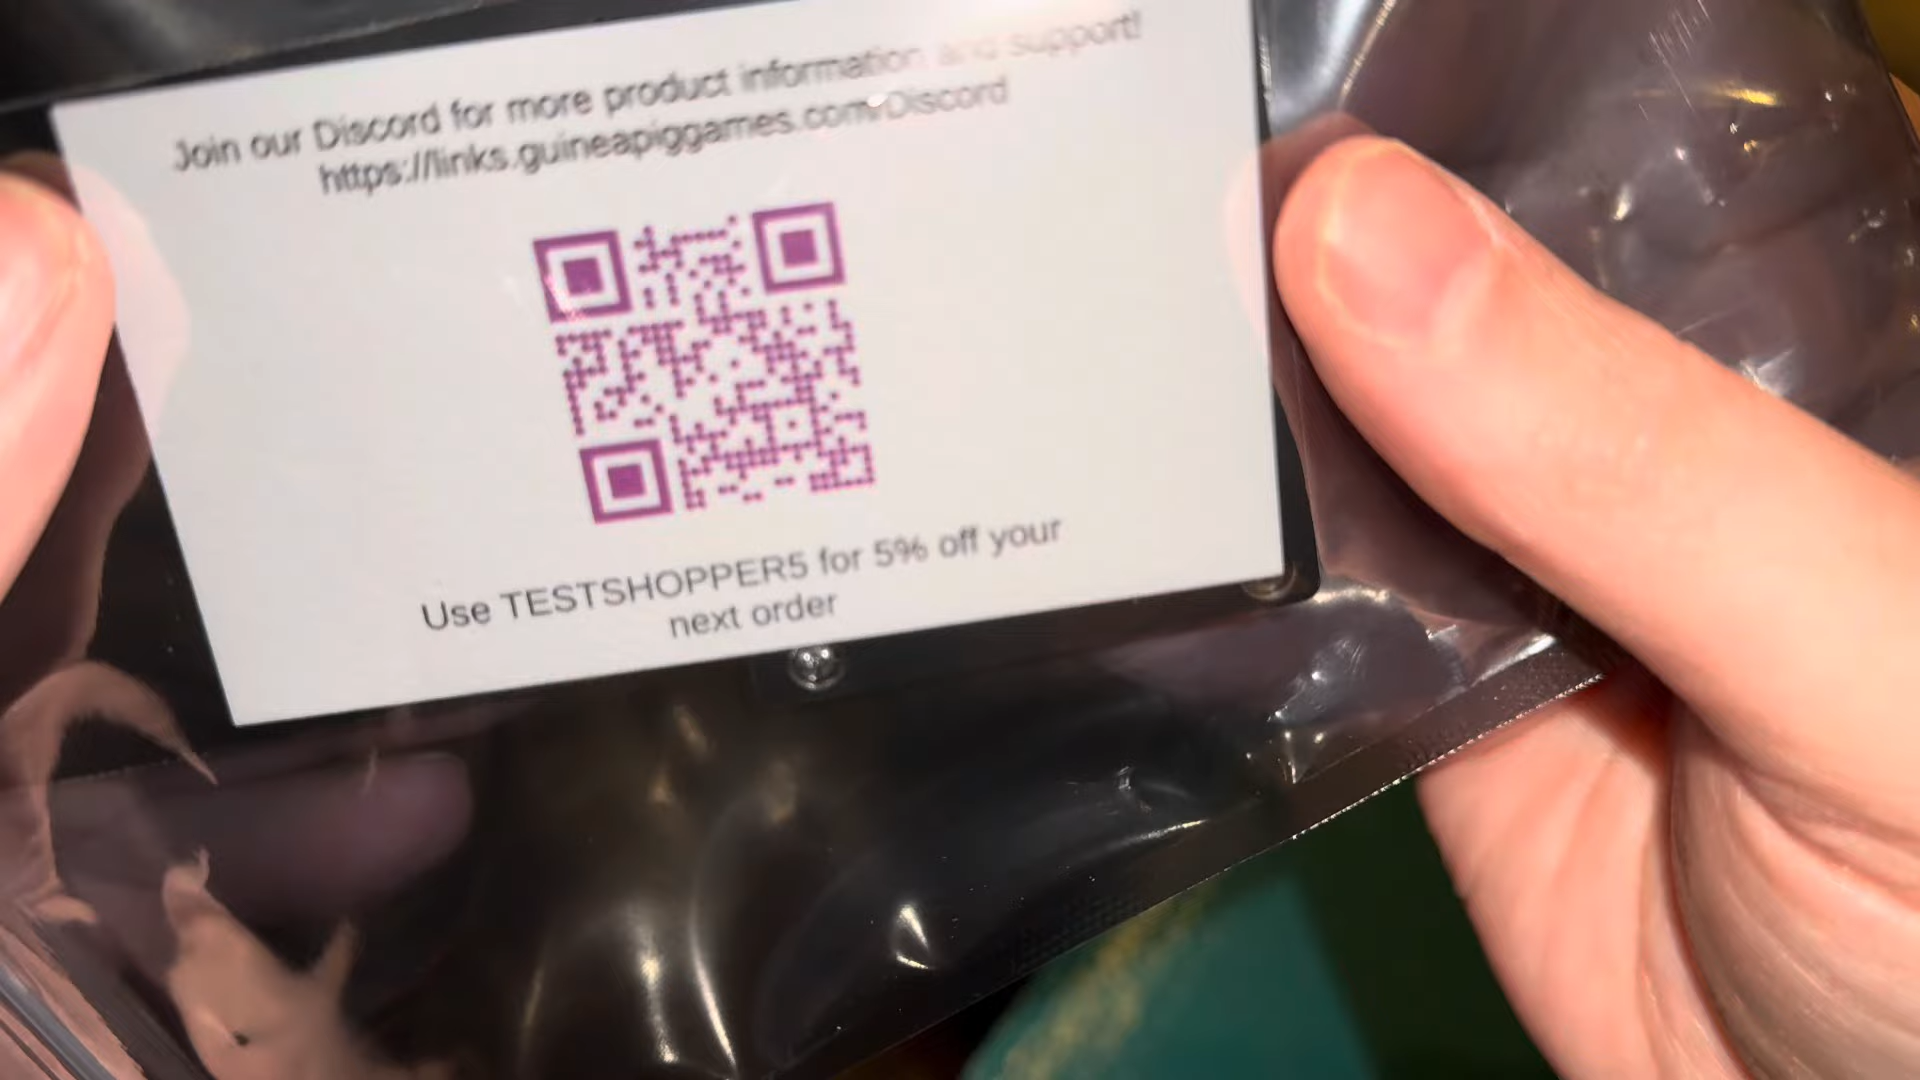 Join our Discord for more product information and support!
https://links.guineapiggames.com/Discord
Use TESTSHOPPER5 for 5% off your
next order